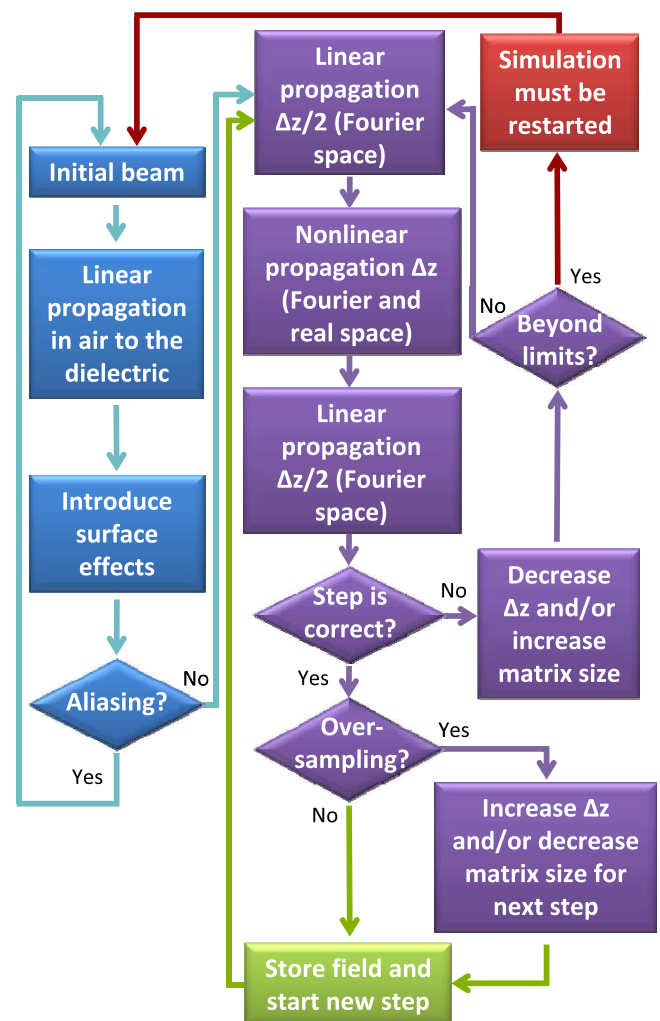 Initial beam
Linear
propagation
in air to the
dielectric
Introduce
surface
effects
Aliasing?
No
Yes
Linear
propagation
Δz/2 (Fourier
space)
Nonlinear
propagation Δz
(Fourier and
real space)
Linear
propagation
Δz/2 (Fourier
space)
Step is
correct?
No
Yes
Decrease
Δz and/or
increase
matrix size
Beyond
limits?
No
Yes
Simulation
must be
restarted
Over-
sampling?
Yes
No
Increase Δz
and/or decrease
matrix size for
next step
Store field and
start new step